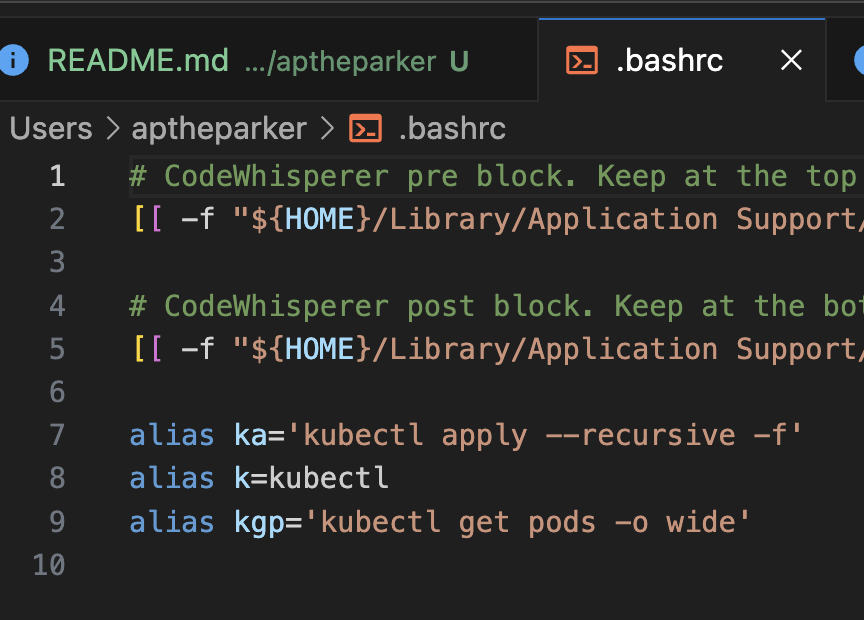 README.md .../aptheparker U .bashrc
Users > aptheparker > .bashrc
1 # CodeWhisperer pre block. Keep at the top
2 [[ -f "${HOME}/Library/Application Support/
3
4 # CodeWhisperer post block. Keep at the
5 [[ -f "${HOME}/Library/Application Support/
6
7 alias ka='kubectl apply --recursive -f'
8 alias k=kubectl
9 alias kgp='kubectl get pods -o wide'
10